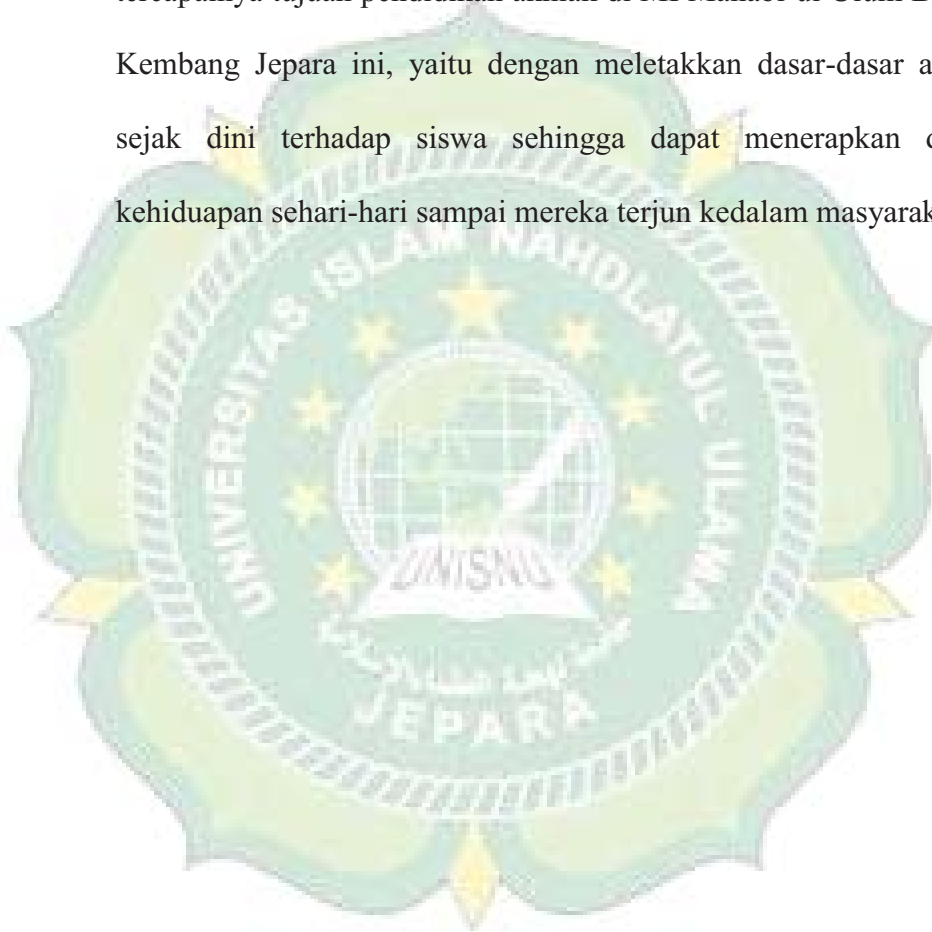 Kembang Jepara ini, yaitu dengan meletakkan dasar-dasar a
sejak dini terhadap siswa sehingga dapat menerapkan
kehiduapan sehari-hari sampai mereka terjun kedalam masyarak
UNIVERSITAS ISLAM NAHDLATUL ULAMA
UNISNU
JEPARA